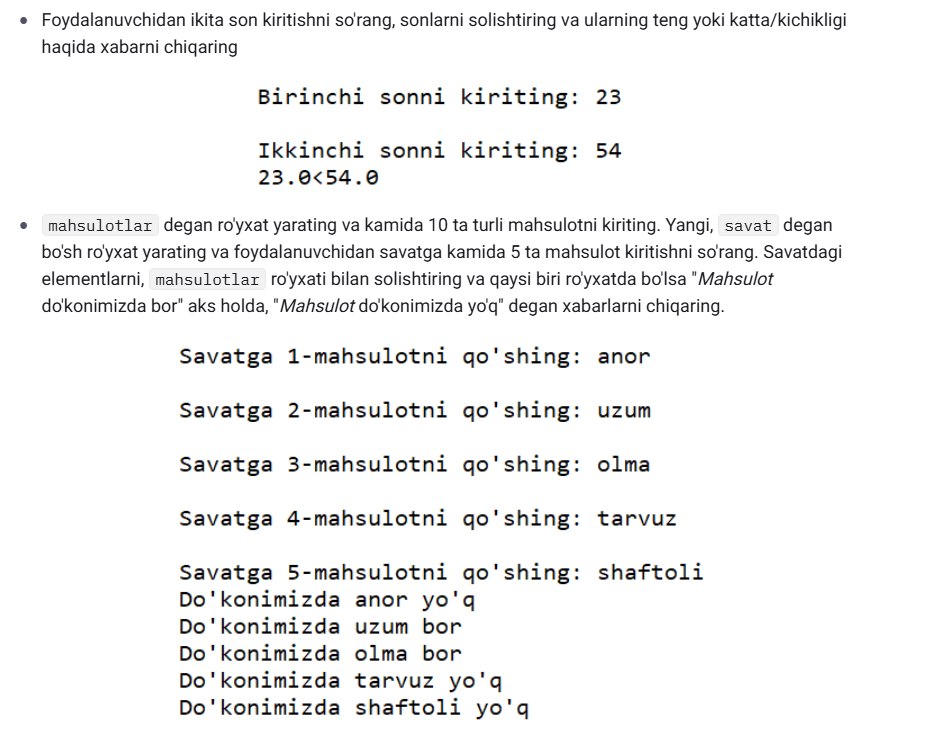 Foydalanuvchidan ikita son kiritishni so'rang, sonlarni solishtiring va ularning teng yoki katta/kichikligi
haqida xabarni chiqaring
Birinchi sonni kiriting: 23
Ikkinchi sonni kiriting: 54
23.0<54.0
mahsulotlar degan ro'yxat yarating va kamida 10 ta turli mahsulotni kiriting. Yangi, savat degan
bo'sh ro'yxat yarating va foydalanuvchidan savatga kamida 5 ta mahsulot kiritishni so'rang. Savatdagi
elementlarni, mahsulotlar ro'yxati bilan solishtiring va qaysi biri ro'yxatda bo'lsa "Mahsulot
do'konimizda bor" aks holda, "Mahsulot do'konimizda yo'q" degan xabarlarni chiqaring.
Savatga 1-mahsulotni qo'shing: anor
Savatga 2-mahsulotni qo'shing: uzum
Savatga 3-mahsulotni qo'shing: olma
Savatga 4-mahsulotni qo'shing: tarvuz
Savatga 5-mahsulotni qo'shing: shaftoli
Do'konimizda anor yo'q
Do'konimizda uzum bor
Do'konimizda olma bor
Do'konimizda tarvuz yo'q
Do'konimizda shaftoli yo'q